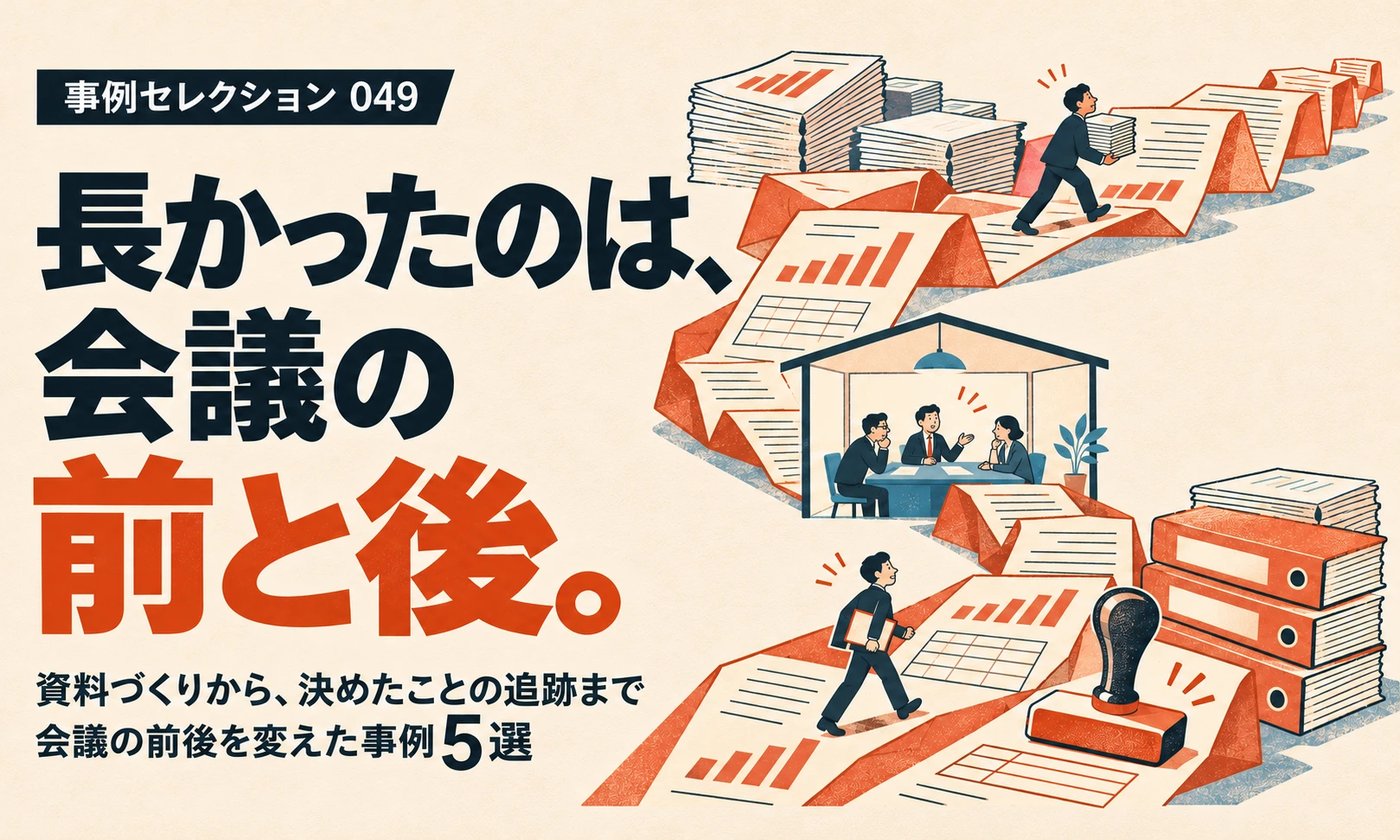 事例セレクション 049
長かったのは、
会議の
前と後。
資料づくりから、決めたことの追跡まで
会議の前後を変えた事例5選